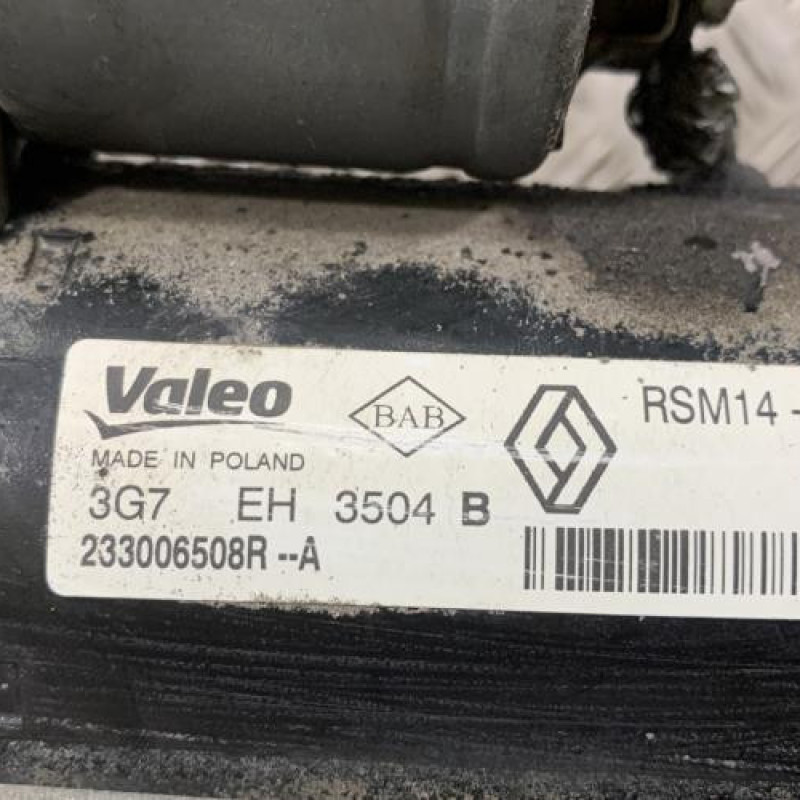 Valeo BAB RSM14 -
MADE IN POLAND
3G7 EH 3504 B
233006508R --A